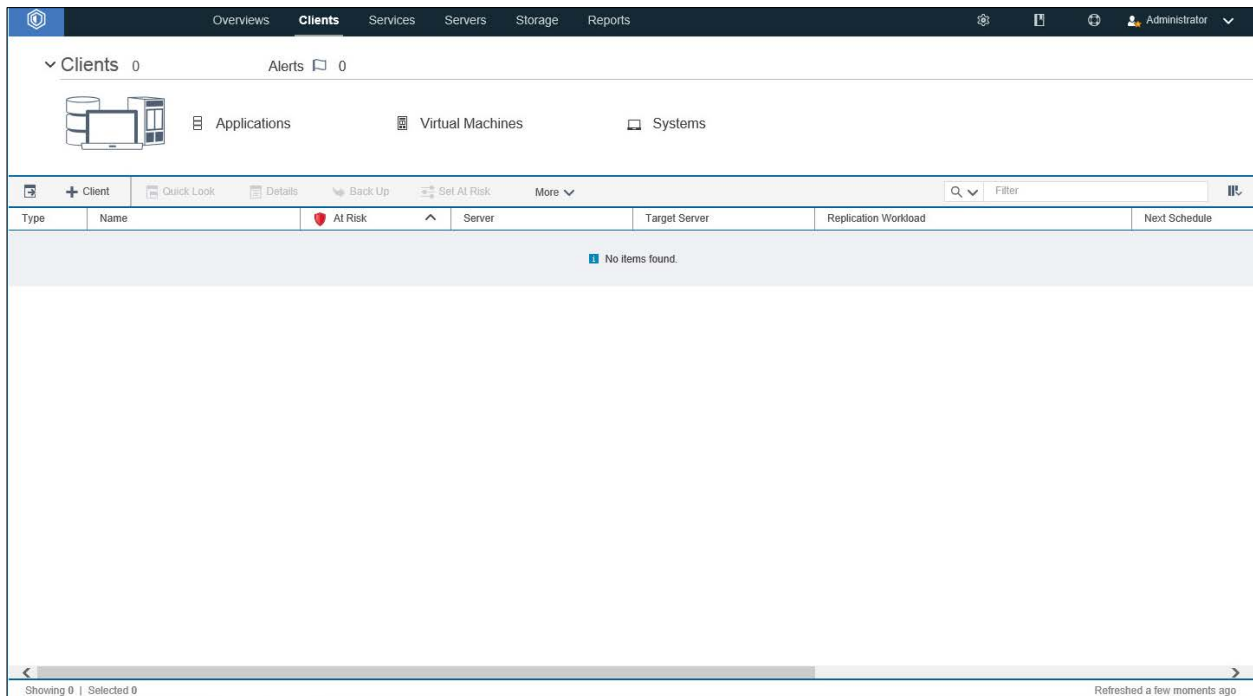 Overviews Clients Services Servers Storage Reports Administrator
Clients 0 Alerts 0
Applications Virtual Machines Systems
Client Quick Look Details Back Up Set At Risk More Filter
Type Name At Risk Server Target Server Replication Workload Next Schedule
No items found.
Showing 0 | Selected 0 Refreshed a few moments ago